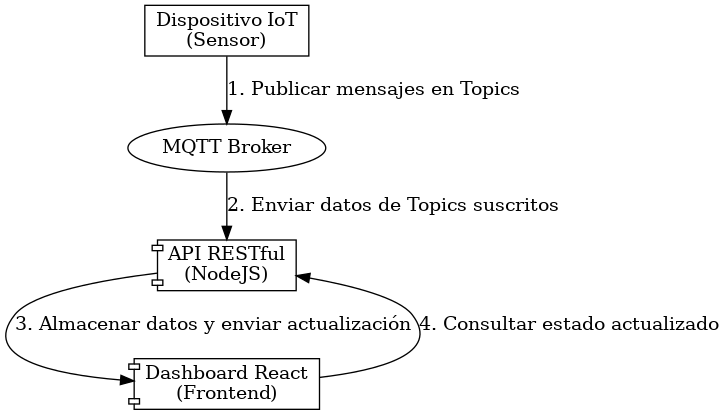 Dispositivo IoT
(Sensor)
1. Publicar mensajes en Topics
MQTT Broker
2. Enviar datos de Topics suscritos
API RESTful
(NodeJS)
3. Almacenar datos y enviar actualización
4. Consultar estado actualizado
Dashboard React
(Frontend)